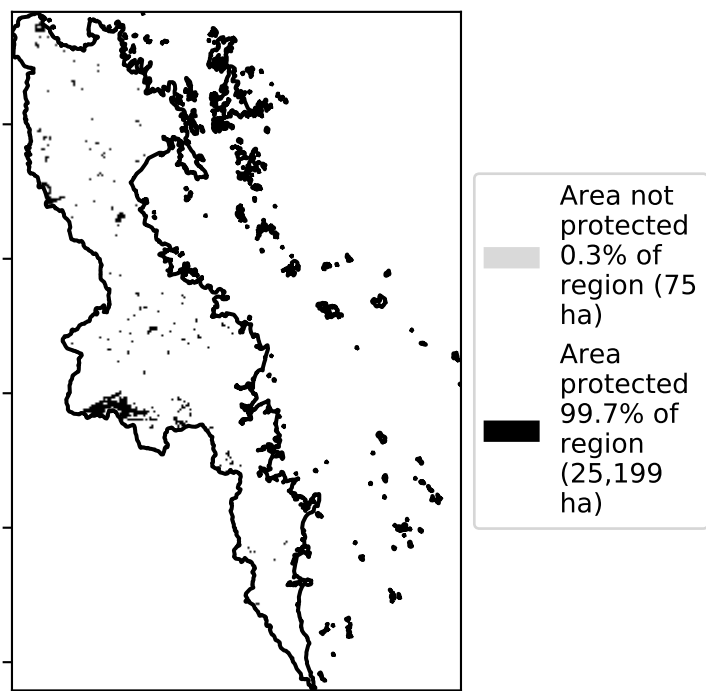 Area not
protected
0.3% of
region (75
ha)
Area
protected
99.7% of
region
(25,199
ha)